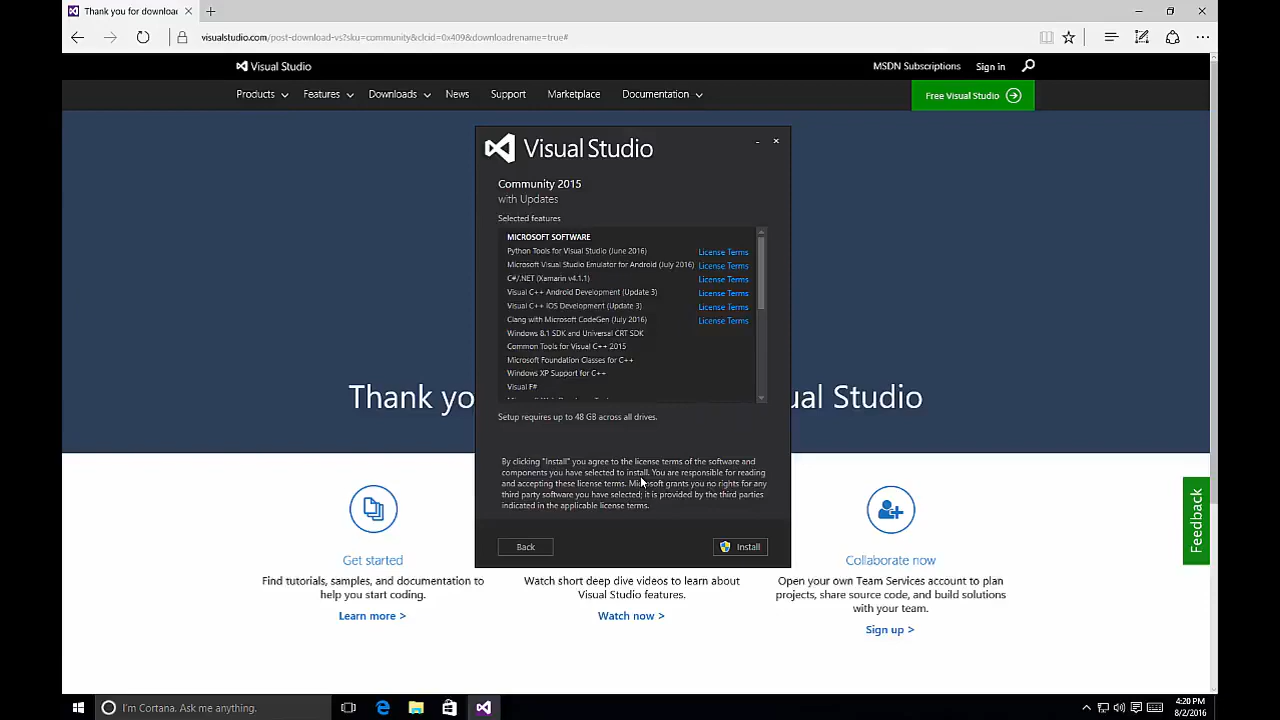 Thank you for downloa
visualstudio.com/post-download-vs?sku=community&clcid=0x409&downloadrename=true#
Visual Studio
MSDN Subscriptions
Sign in
Products
Features
Downloads
News
Support
Marketplace
Documentation
Free Visual Studio
Visual Studio
Community 2015
with Updates
Selected features
MICROSOFT SOFTWARE
Python Tools for Visual Studio (June 2016) License Terms
Microsoft Visual Studio Emulator for Android (July 2016) License Terms
C#/.NET (Xamarin v4.1.1) License Terms
Visual C++ Android Development (Update 3) License Terms
Visual C++ iOS Development (Update 3) License Terms
Clang with Microsoft CodeGen (July 2016) License Terms
Windows 8.1 SDK and Universal CRT SDK
Common Tools for Visual C++ 2015
Microsoft Foundation Classes for C++
Windows XP Support for C++
Visual F#
Setup requires up to 48 GB across all drives.
Thank yo
ual Studio
By clicking "Install" you agree to the license terms of the software and
components you have selected to install. You are responsible for reading
and accepting these license terms. Microsoft grants you no rights for any
third party software you have selected; it is provided by the third parties
indicated in the applicable license terms.
Back
Install
Feedback
Get started
Find tutorials, samples, and documentation to
help you start coding.
Learn more >
Watch short deep dive videos to learn about
Visual Studio features.
Watch now >
Collaborate now
Open your own Team Services account to plan
projects, share source code, and build solutions
with your team.
Sign up >
I'm Cortana. Ask me anything.
4:20 PM
8/2/2016